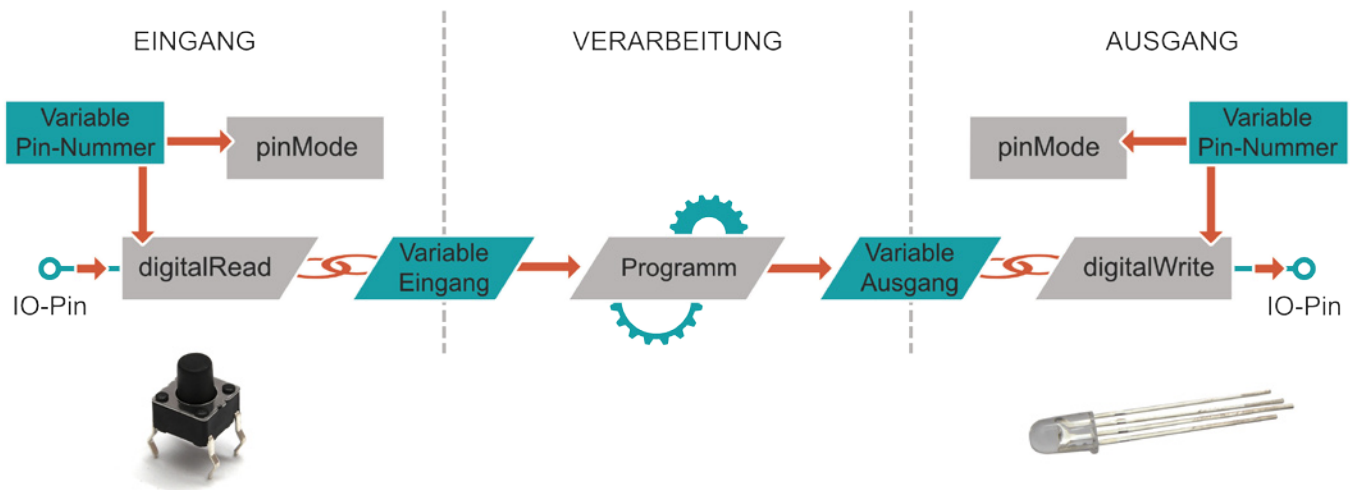 EINGANG
VERARBEITUNG
AUSGANG
Variable
Pin-Nummer
pinMode
pinMode
Variable
Pin-Nummer
IO-Pin
digitalRead
Variable
Eingang
Programm
Variable
Ausgang
digitalWrite
IO-Pin